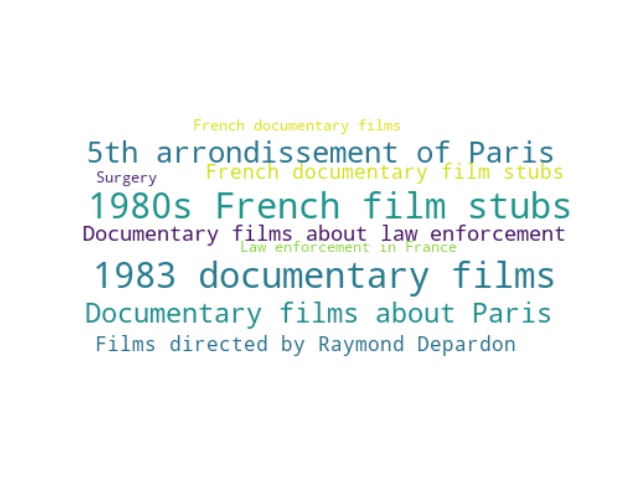 French documentary films
5th arrondissement of Paris
French documentary film stubs
Surgery
1980s French film stubs
Documentary films about law enforcement
Law enforcement in France
1983 documentary films
Documentary films about Paris
Films directed by Raymond Depardon